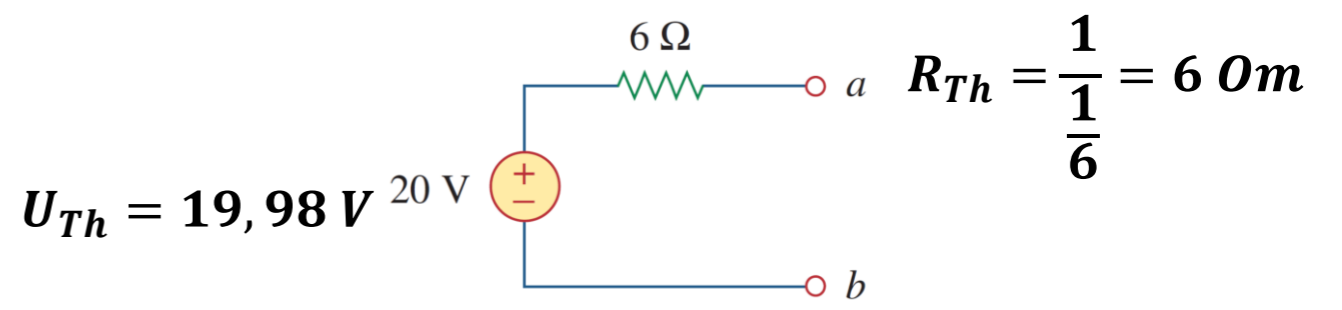 6 Ω
a
R_Th = 1/(1/6) = 6 Om
U_Th = 19,98 V
20 V
+
−
b